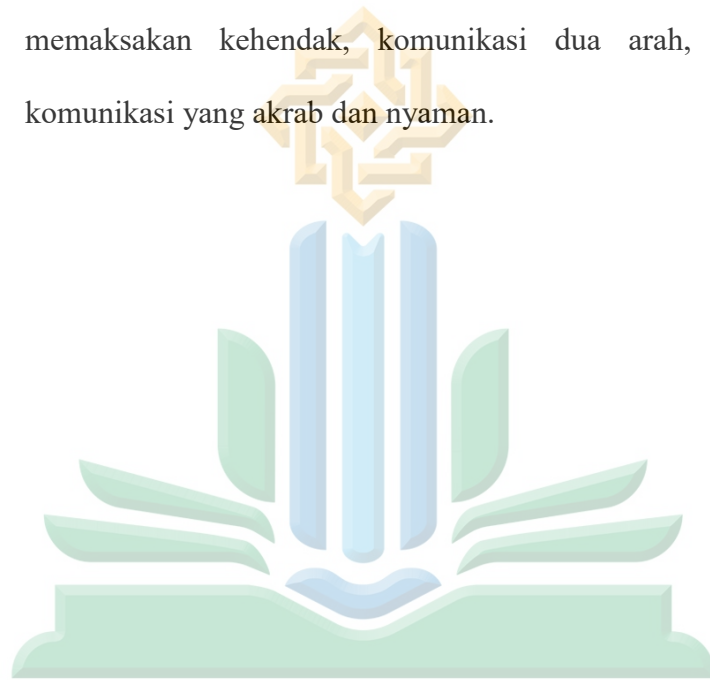 memaksakan kehendak, komunikasi dua arah,
komunikasi yang akrab dan nyaman.